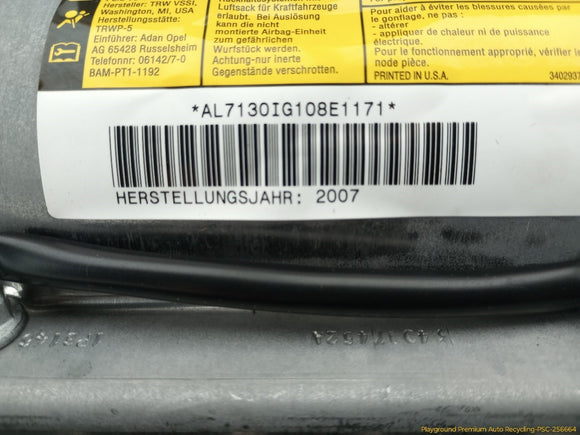 Hersteller: TRW VSSI,
Washington, MI, USA
Herstellungsstätte:
TRWP-5
Einführer: Adan Opel
AG 65428 Russelsheim
Telefonnr: 06142/7-0
BAM-PT1-1192
Luftsack für Kraftfahrzeuge
erlaubt. Bei Auslösung
kann die nicht
montierte Airbag-Einheit
zum gefährlichen
Wurfstück werden.
Achtung-nur inerte
Gegenstände verschrotten.
Pour aider à éviter les blessures causées par
le gontlage, ne pas:
- altérer
- appliquer de chaleur ni de puissance
électrique.
Pour le fonctionnement approprié, vérifier le
node pièce.
PRINTED IN U.S.A.
3402937
*AL7130IG108E1171*
HERSTELLUNGSJAHR: 2007
Playground Premium Auto Recycling-PSC-256664